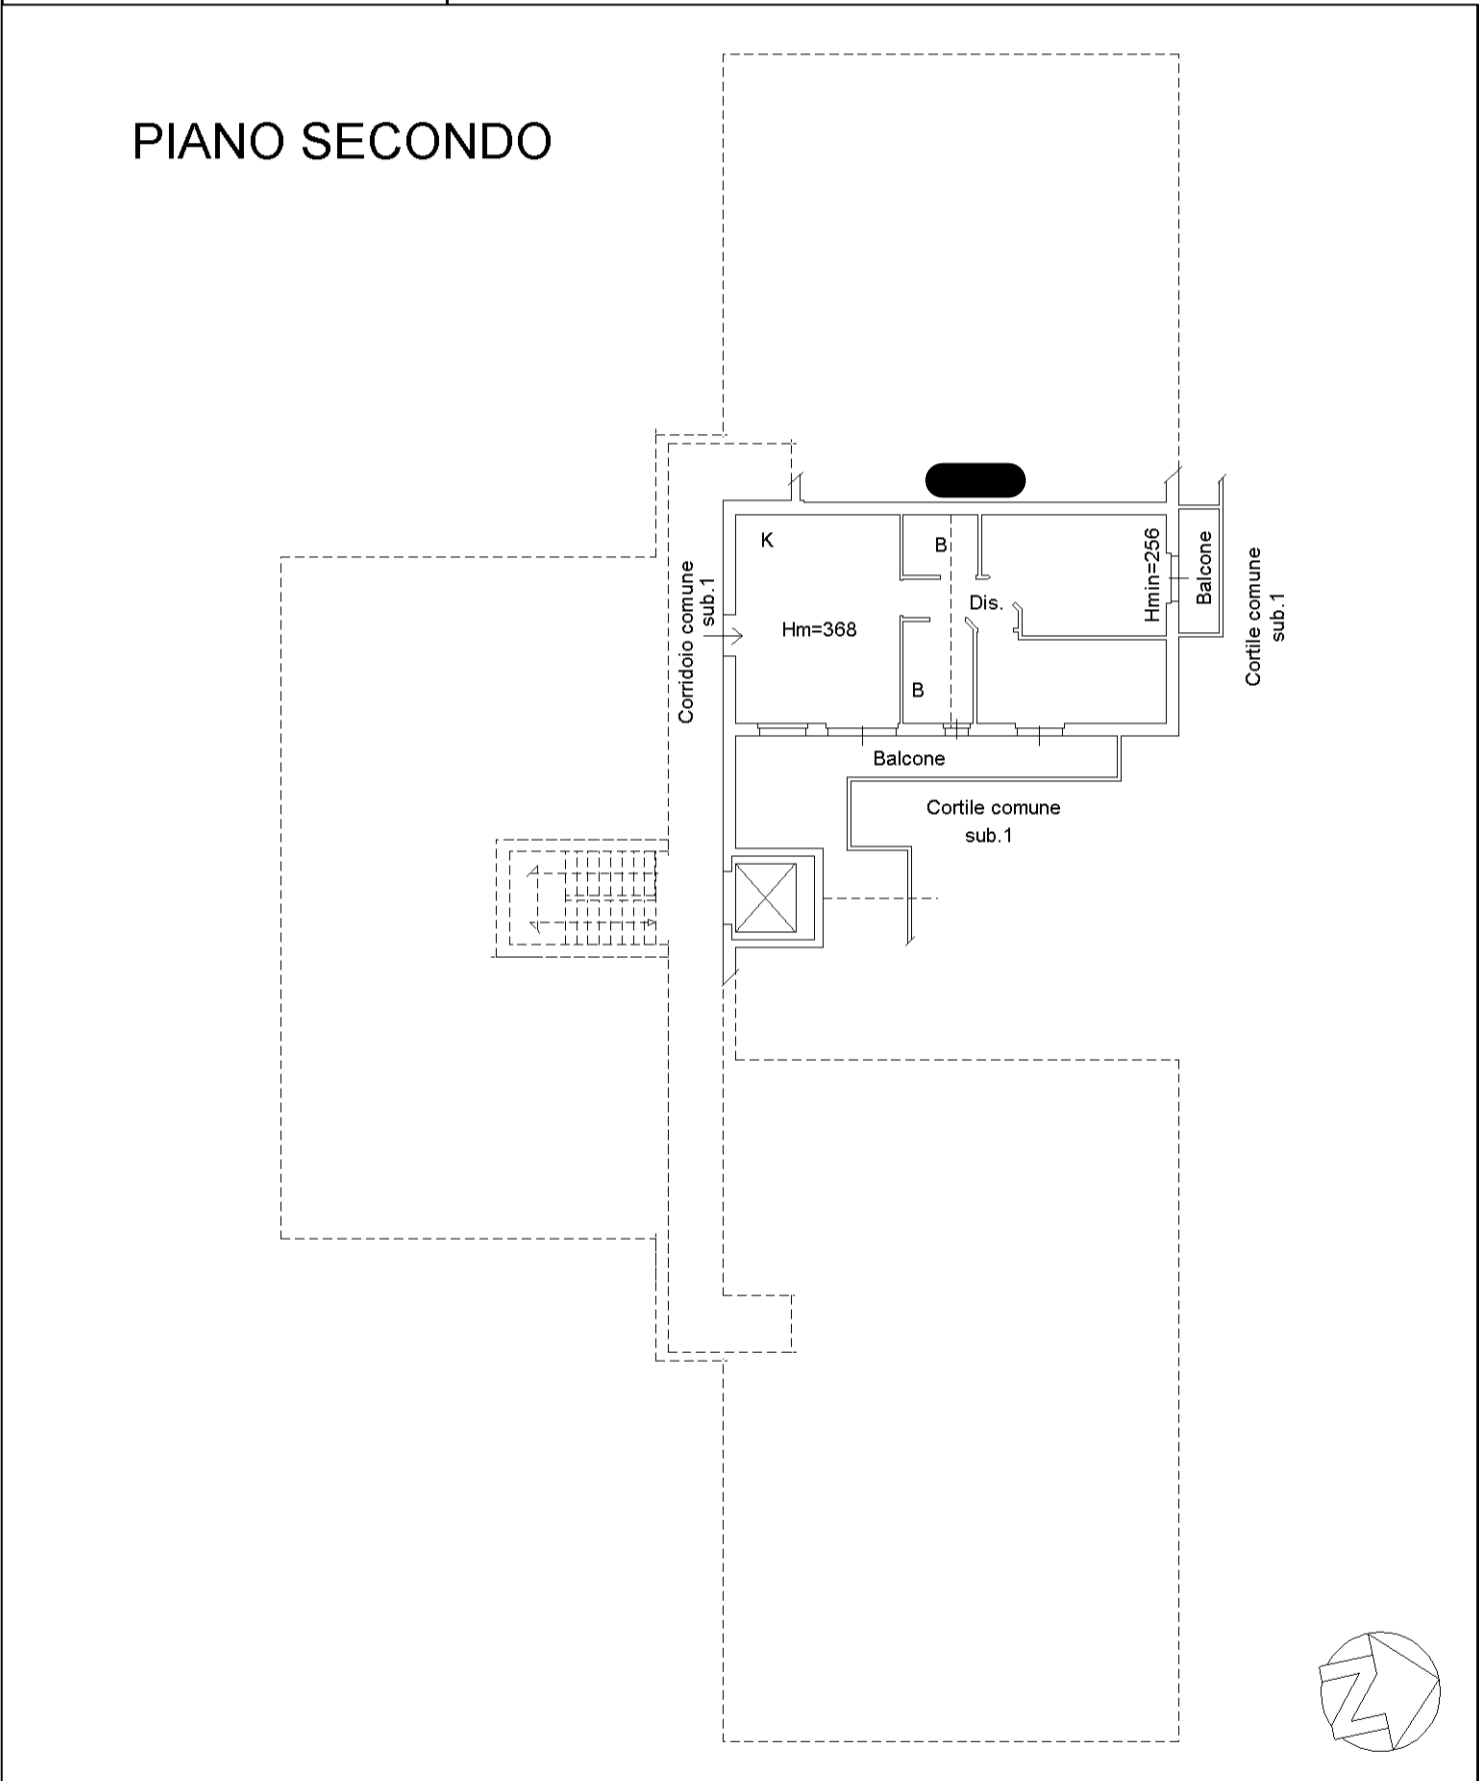 PIANO SECONDO
K
B
Hmin=256
Balcone
Cortile comune
sub.1
Corridoio comune
sub.1
Dis.
Hm=368
B
Balcone
Cortile comune
sub.1
N